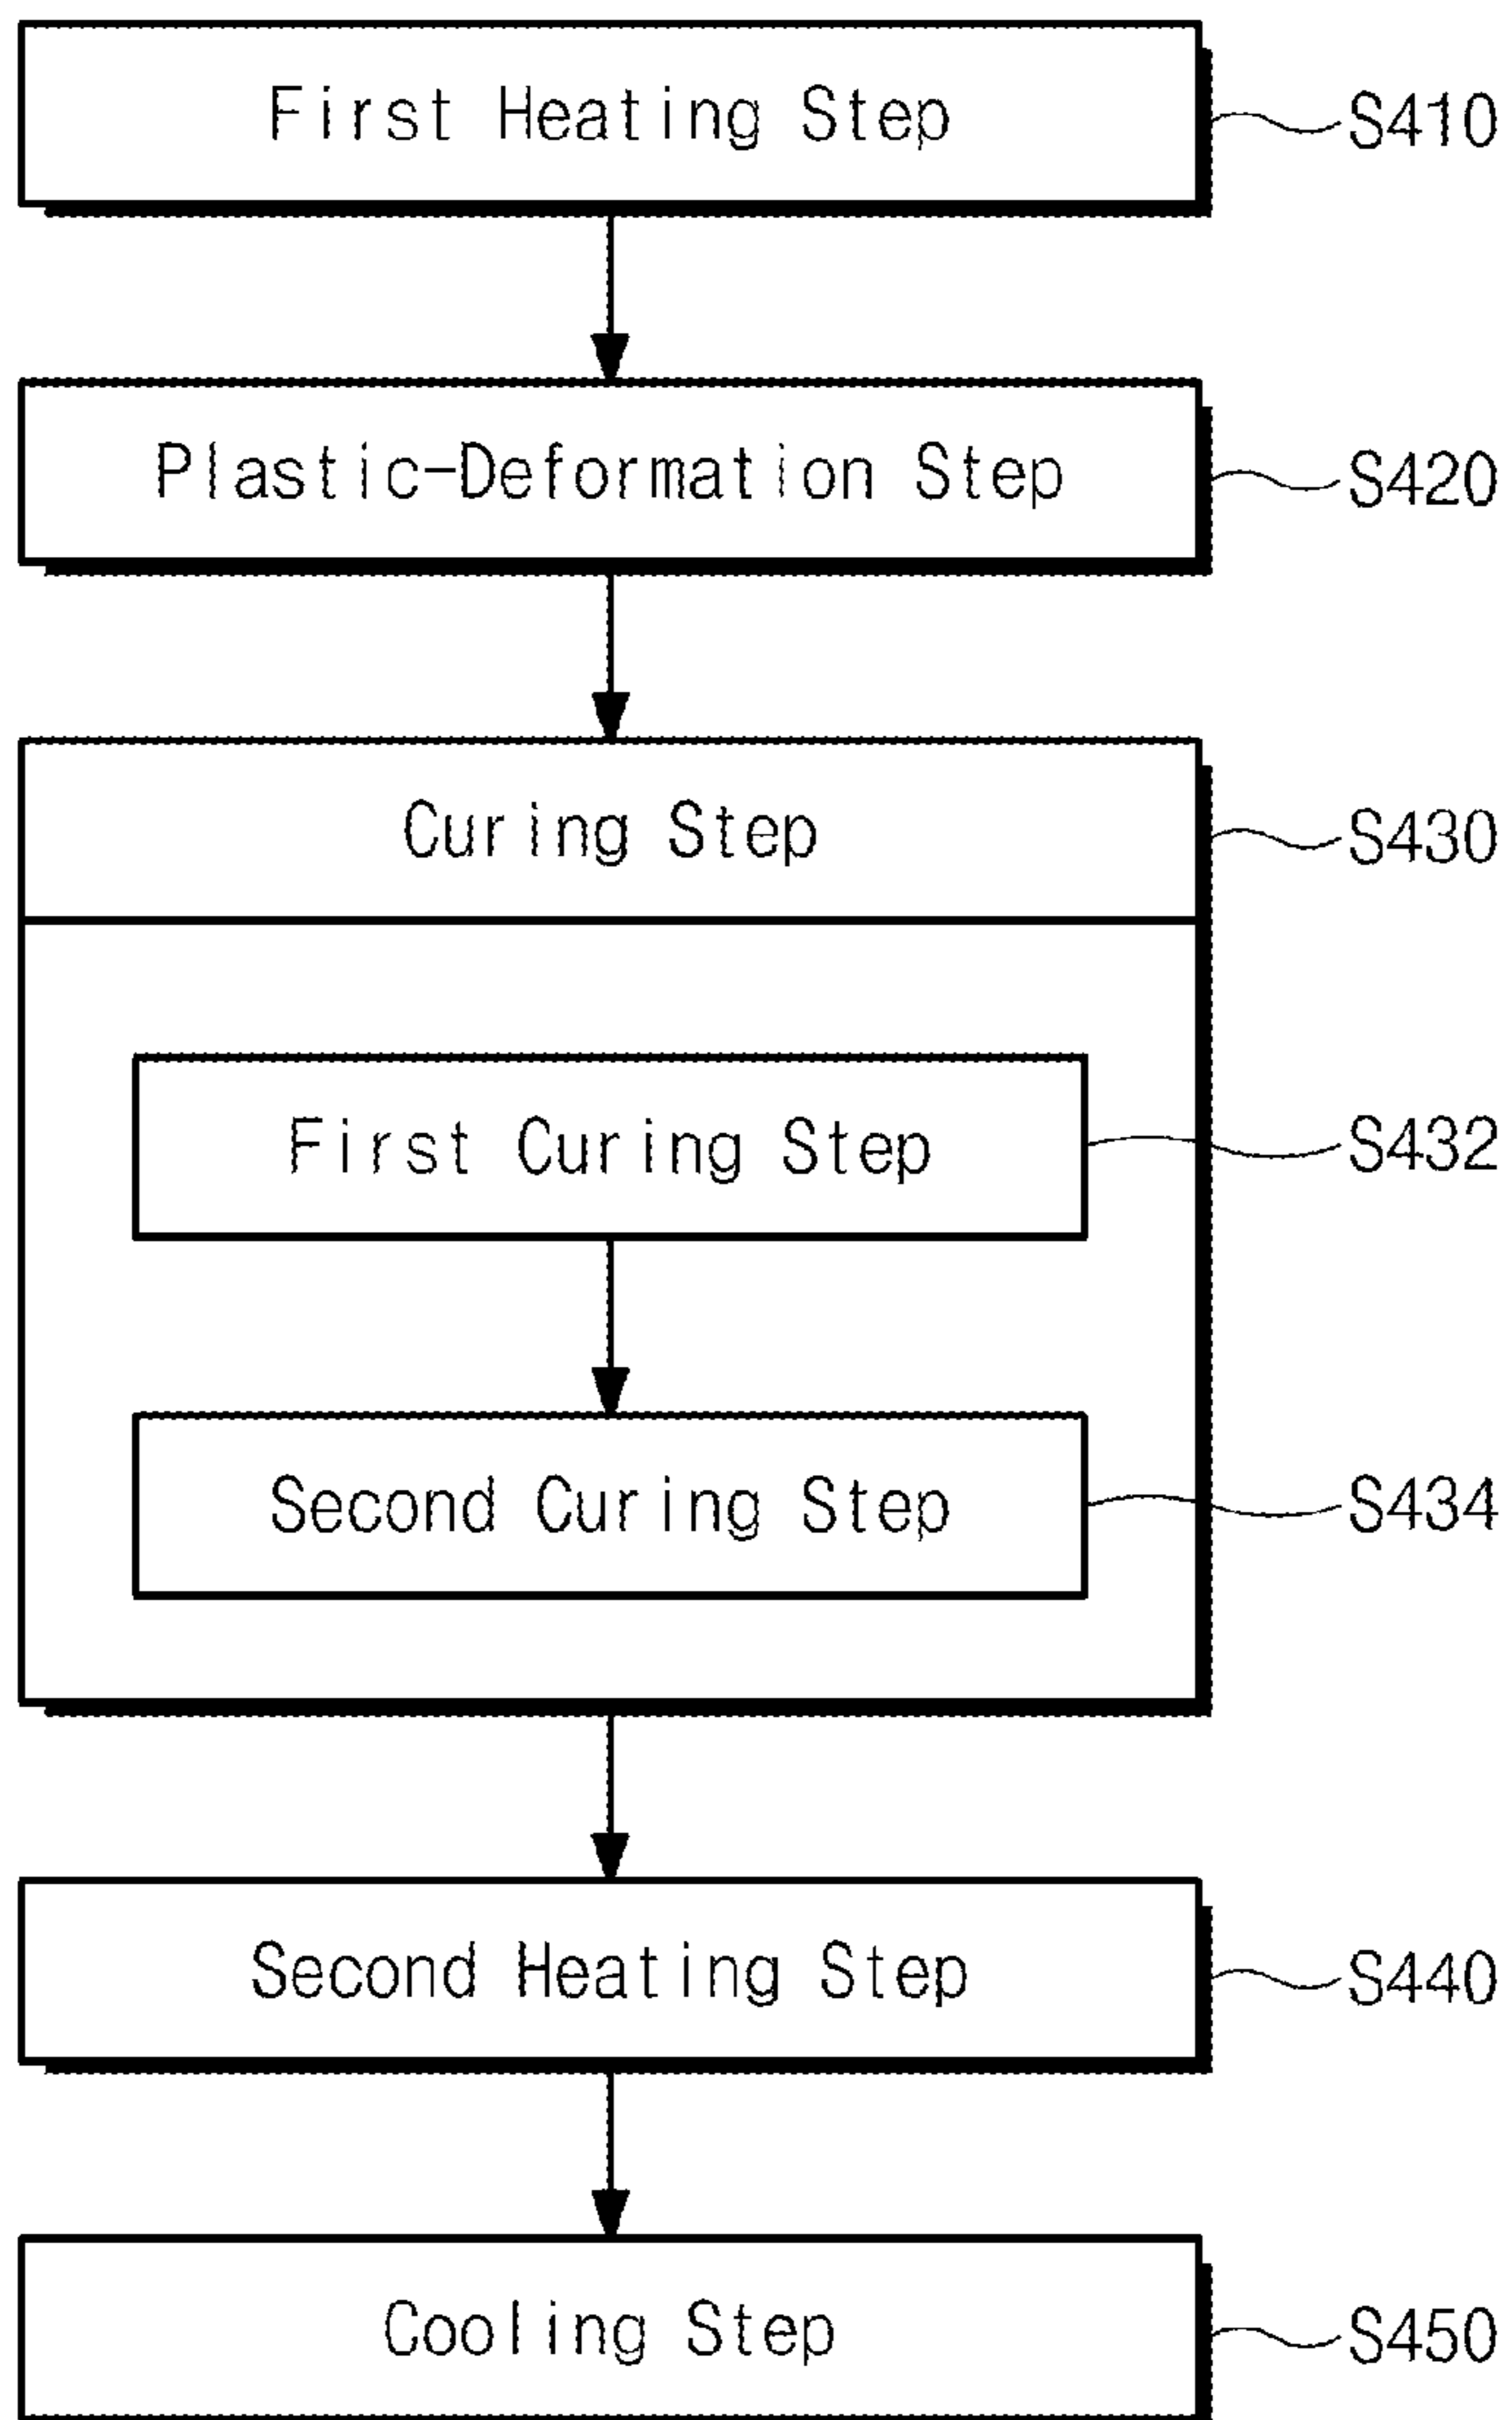 First Heating Step S410
Plastic-Deformation Step S420
Curing Step S430
First Curing Step S432
Second Curing Step S434
Second Heating Step S440
Cooling Step S450